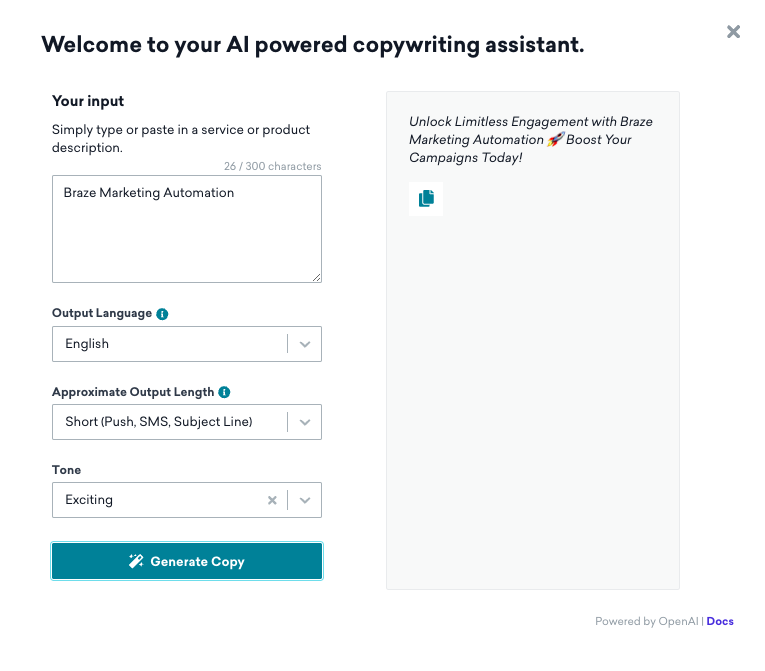 Welcome to your AI powered copywriting assistant.
Your input
Simply type or paste in a service or product
description.
26 / 300 characters
Braze Marketing Automation
Output Language
English
Approximate Output Length
Short (Push, SMS, Subject Line)
Tone
Exciting
Generate Copy
Unlock Limitless Engagement with Braze
Marketing Automation 🚀 Boost Your
Campaigns Today!
Powered by OpenAI | Docs